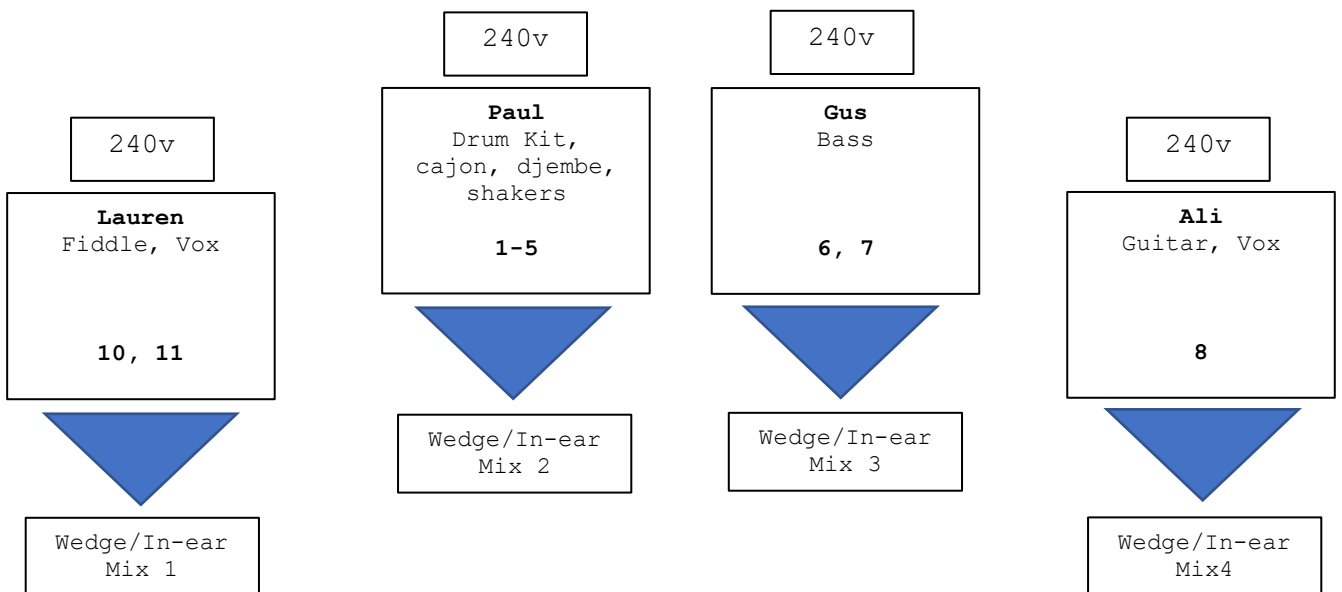 240v
Lauren
Fiddle, Vox
10, 11
Wedge/In-ear
Mix 1
240v
Paul
Drum Kit,
cajon, djembe,
shakers
1-5
Wedge/In-ear
Mix 2
240v
Gus
Bass
6, 7
Wedge/In-ear
Mix 3
240v
Ali
Guitar, Vox
8
Wedge/In-ear
Mix4